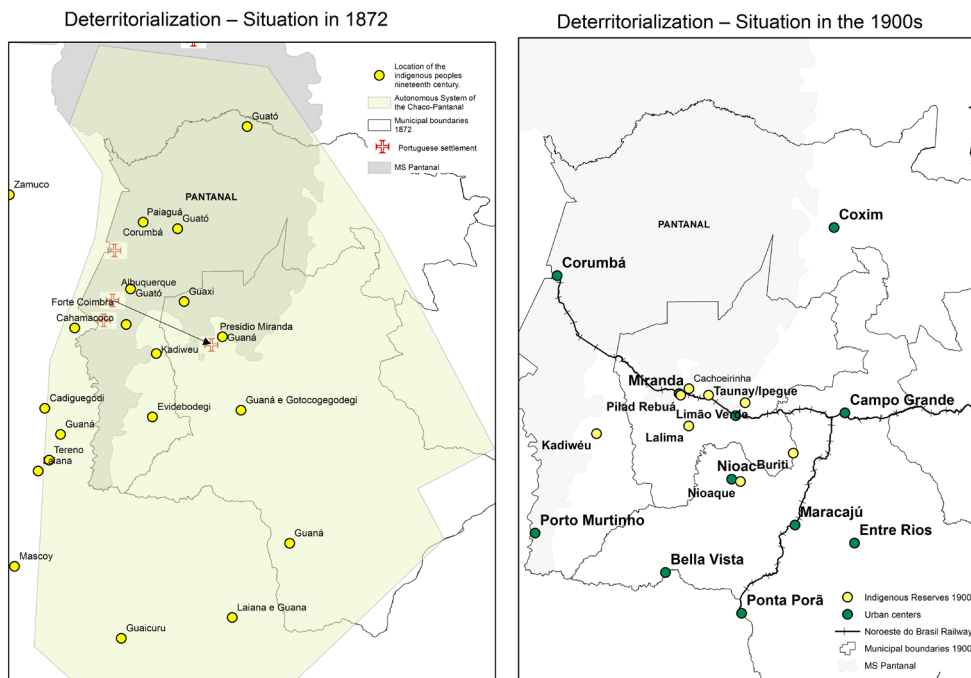 Deterritorialization – Situation in 1872
Location of the
indigenous peoples
nineteenth century.
Autonomous System of
the Chaco-Pantanal
Municipal boundaries
1872
Portuguese settlement
MS Pantanal
Guató
Zamuco
PANTANAL
Paiaguá
Guató
Corumbá
Albuquerque
Guató
Guaxi
Forte Coimbra
Cahamacoco
Presidio Miranda
Guaná
Kadiweu
Cadiguegodi
Evidebodegi
Guaná e Gotocogegodegi
Guaná
Tereno
Laiana
Guaná
Mascoy
Laiana e Guana
Guaicuru
Deterritorialization – Situation in the 1900s
PANTANAL
Coxim
Corumbá
Cachoeirinha
Miranda
Taunay/Ipegue
Pilad Rebuá
Limão Verde
Campo Grande
Kadiwéu
Lalima
Nioac
Buriti
Nioaque
Maracajú
Porto Murtinho
Entre Rios
Bella Vista
Ponta Porã
Indigenous Reserves 1900
Urban centers
Noroeste do Brasil Railway
Municipal boundaries 1900
MS Pantanal